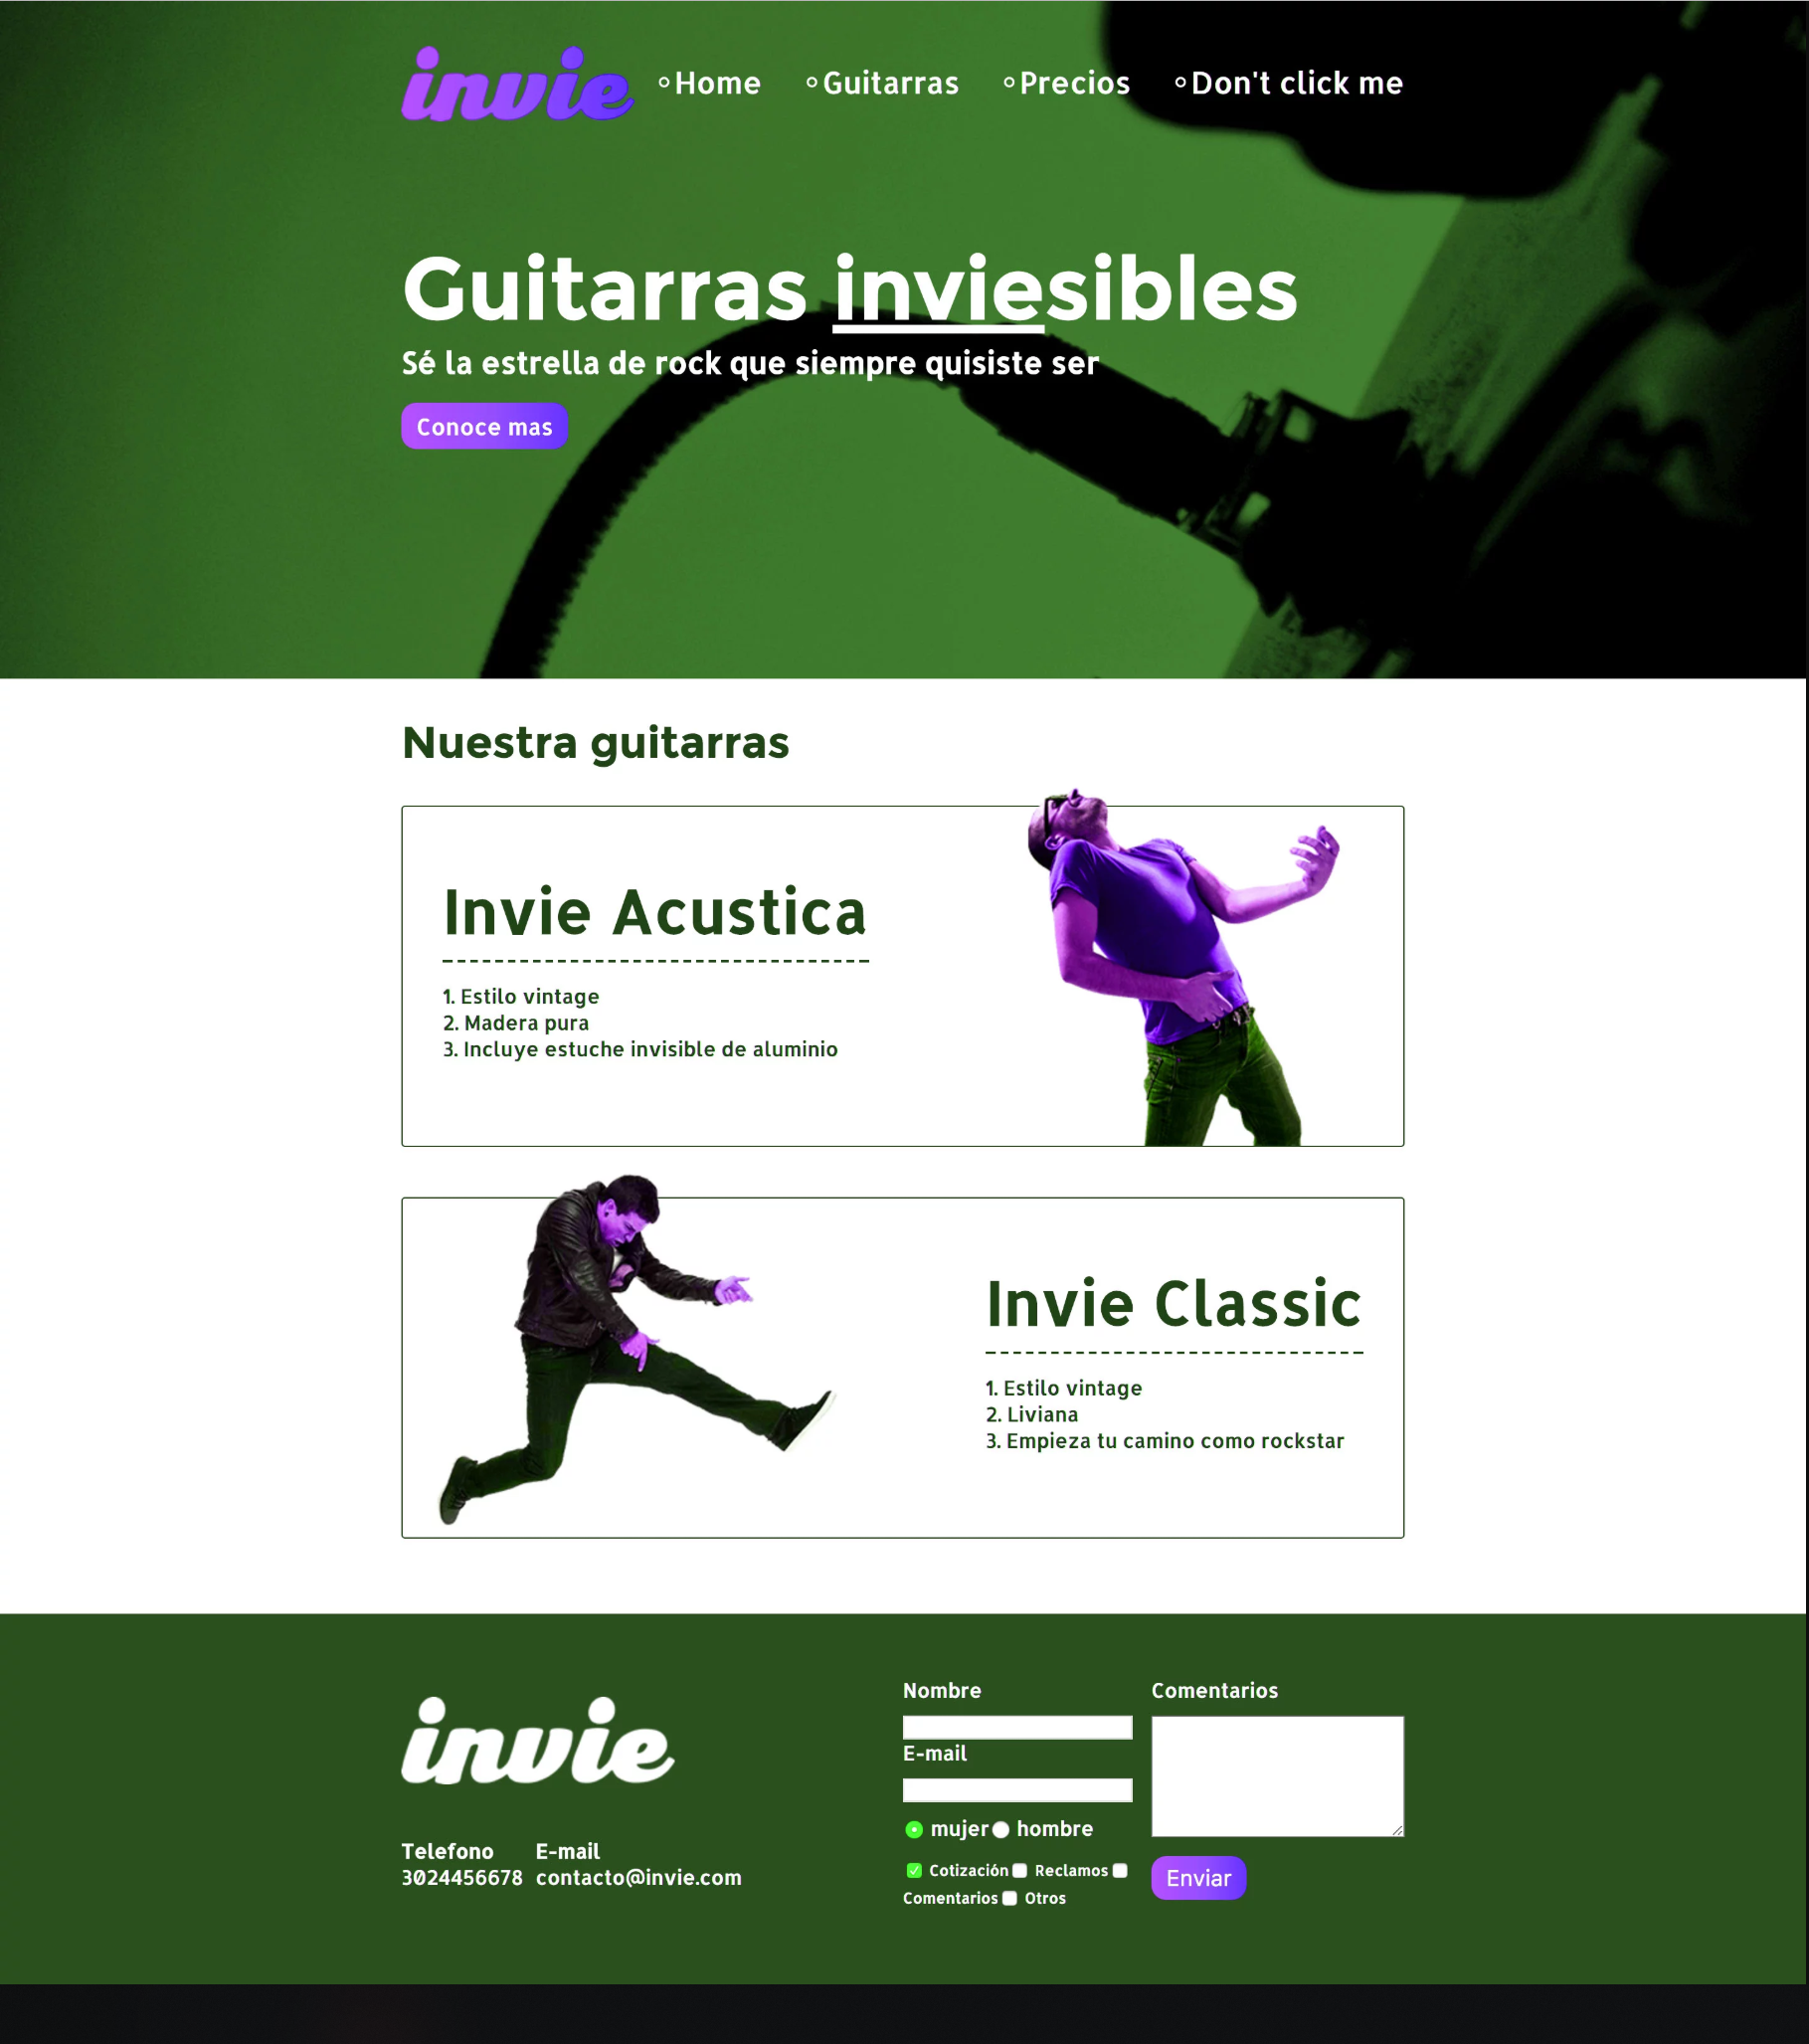 invie
Home
Guitarras
Precios
Don't click me
Guitarras inviesibles
Sé la estrella de rock que siempre quisiste ser
Conoce mas
Nuestra guitarras
Invie Acustica
1. Estilo vintage
2. Madera pura
3. Incluye estuche invisible de aluminio
Invie Classic
1. Estilo vintage
2. Liviana
3. Empieza tu camino como rockstar
invie
Telefono
3024456678
E-mail
contacto@invie.com
Nombre
E-mail
mujer hombre
Cotización Reclamos
Comentarios Otros
Comentarios
Enviar